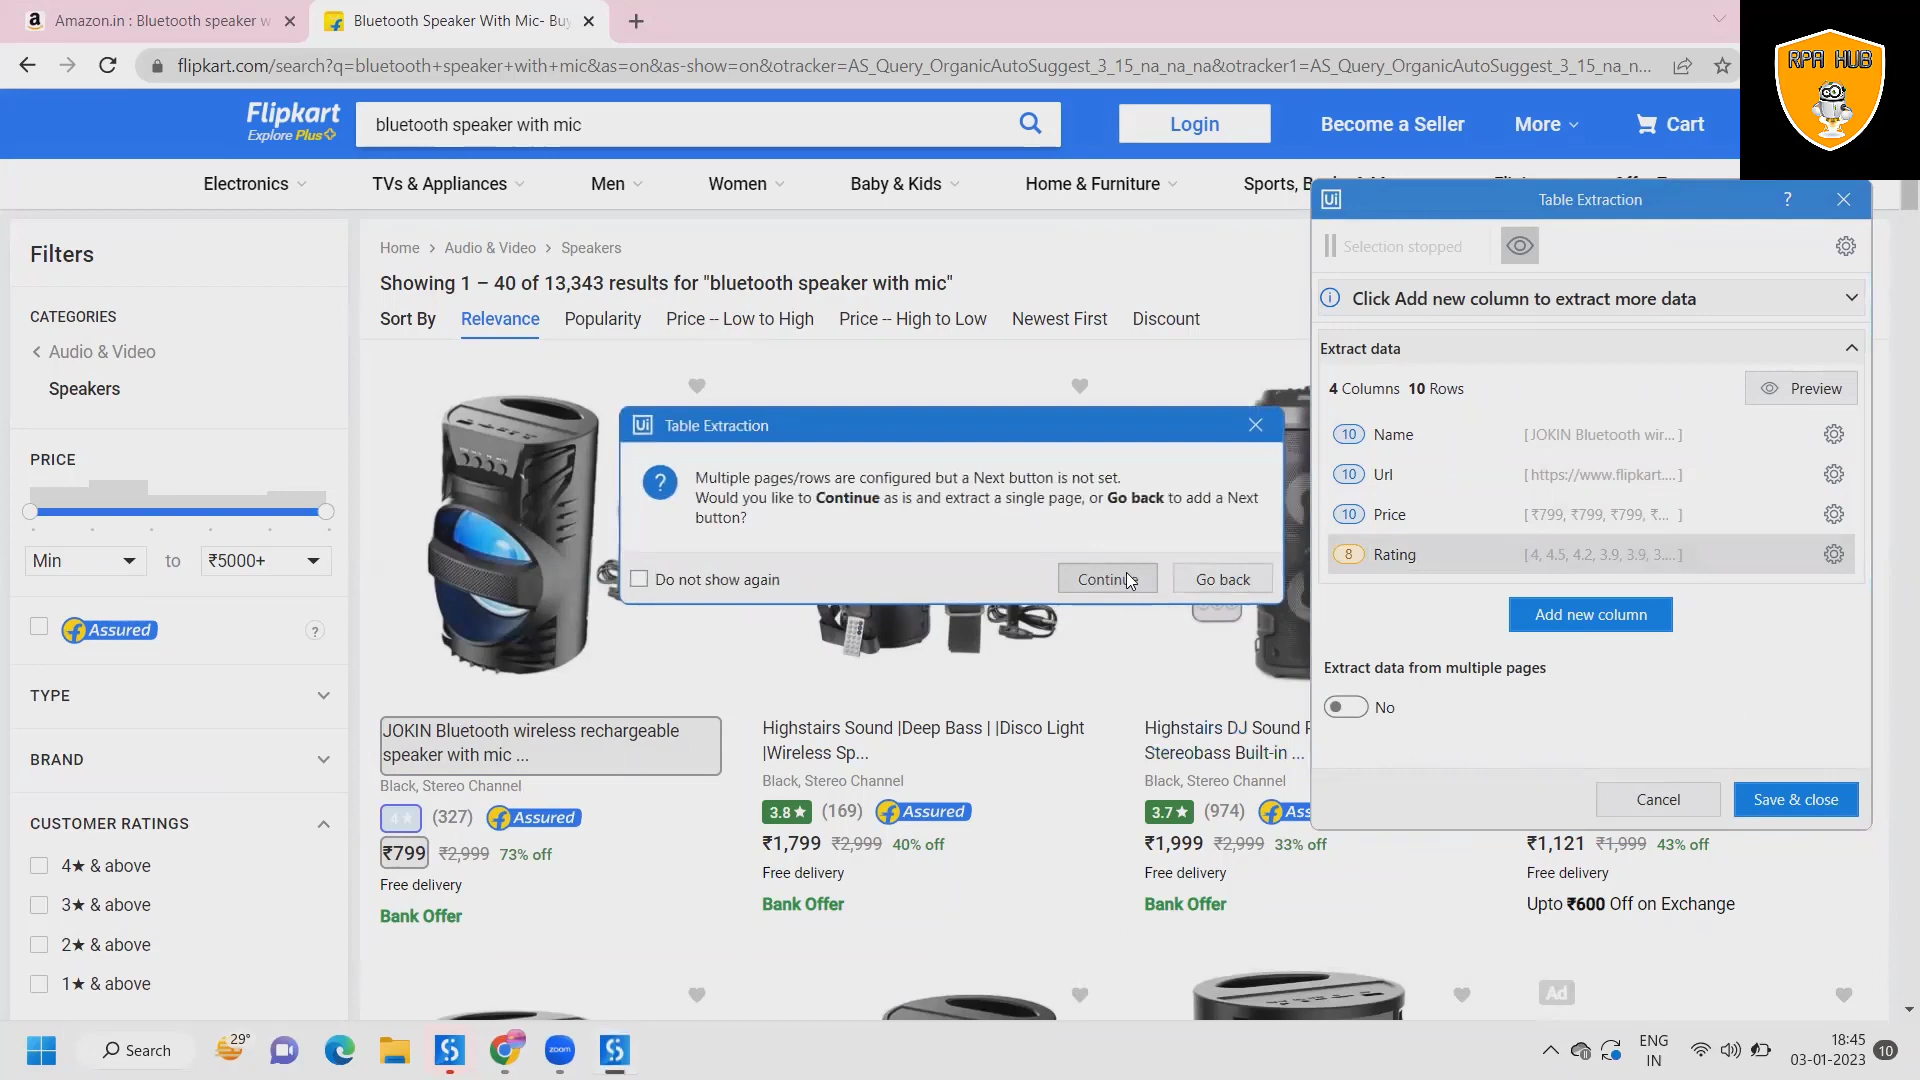 Amazon.in : Bluetooth speaker w
Bluetooth Speaker With Mic- Buy
flipkart.com/search?q=bluetooth+speaker+with+mic&as=on&as-show=on&otracker=AS_Query_OrganicAutoSuggest_3_15_na_na_na&otracker1=AS_Query_OrganicAutoSuggest_3_15_na_n...
RPA HUB
Flipkart
Explore Plus
bluetooth speaker with mic
Login
Become a Seller
More
Cart
Electronics
TVs & Appliances
Men
Women
Baby & Kids
Home & Furniture
Sports,
Filters
CATEGORIES
Audio & Video
Speakers
PRICE
Min
to
₹5000+
Assured
?
TYPE
BRAND
CUSTOMER RATINGS
4★ & above
3★ & above
2★ & above
1★ & above
Home > Audio & Video > Speakers
Showing 1 – 40 of 13,343 results for "bluetooth speaker with mic"
Sort By
Relevance
Popularity
Price -- Low to High
Price -- High to Low
Newest First
Discount
Ui
Table Extraction
Multiple pages/rows are configured but a Next button is not set.
Would you like to Continue as is and extract a single page, or Go back to add a Next
button?
Do not show again
Continue
Go back
JOKIN Bluetooth wireless rechargeable
speaker with mic ...
Black, Stereo Channel
4★ (327) Assured
₹799 ₹2,999 73% off
Free delivery
Bank Offer
Highstairs Sound |Deep Bass | |Disco Light
|Wireless Sp...
Black, Stereo Channel
3.8★ (169) Assured
₹1,799 ₹2,999 40% off
Free delivery
Bank Offer
Highstairs DJ Sound
Stereobass Built-in ...
Black, Stereo Channel
3.7★ (974) Ass
₹1,999 ₹2,999 33% off
Free delivery
Bank Offer
₹1,121 ₹1,999 43% off
Free delivery
Upto ₹600 Off on Exchange
Ad
Ui
Table Extraction
?
Selection stopped
Click Add new column to extract more data
Extract data
4 Columns 10 Rows
Preview
10 Name [JOKIN Bluetooth wir...]
10 Url [https://www.flipkart....]
10 Price [₹799, ₹799, ₹799, ₹... ]
8 Rating [4, 4.5, 4.2, 3.9, 3.9, 3....]
Add new column
Extract data from multiple pages
No
Cancel
Save & close
29°
Search
zoom
ENG
IN
18:45
03-01-2023
10